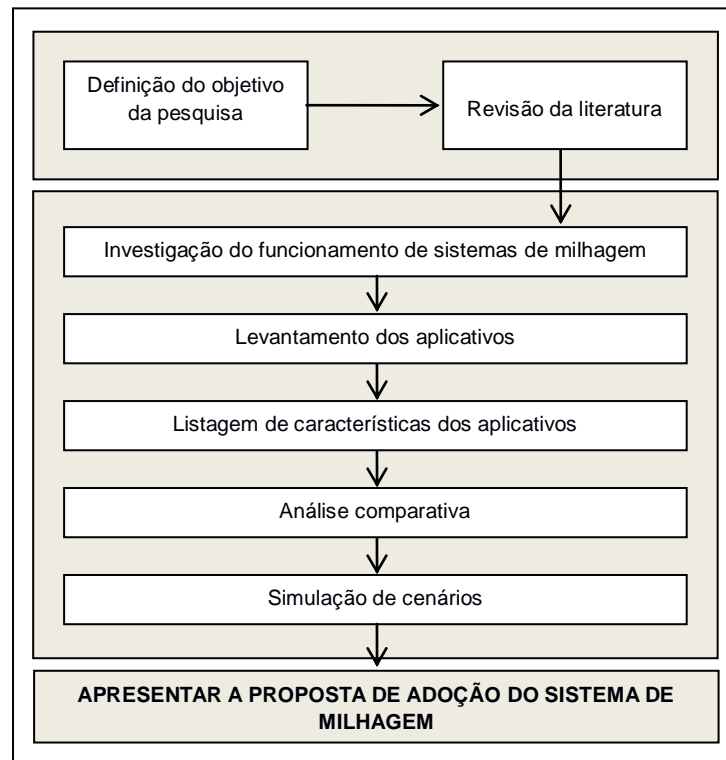 Definição do objetivo
da pesquisa
Revisão da literatura
Investigação do funcionamento de sistemas de milhagem
Levantamento dos aplicativos
Listagem de características dos aplicativos
Análise comparativa
Simulação de cenários
APRESENTAR A PROPOSTA DE ADOÇÃO DO SISTEMA DE
MILHAGEM